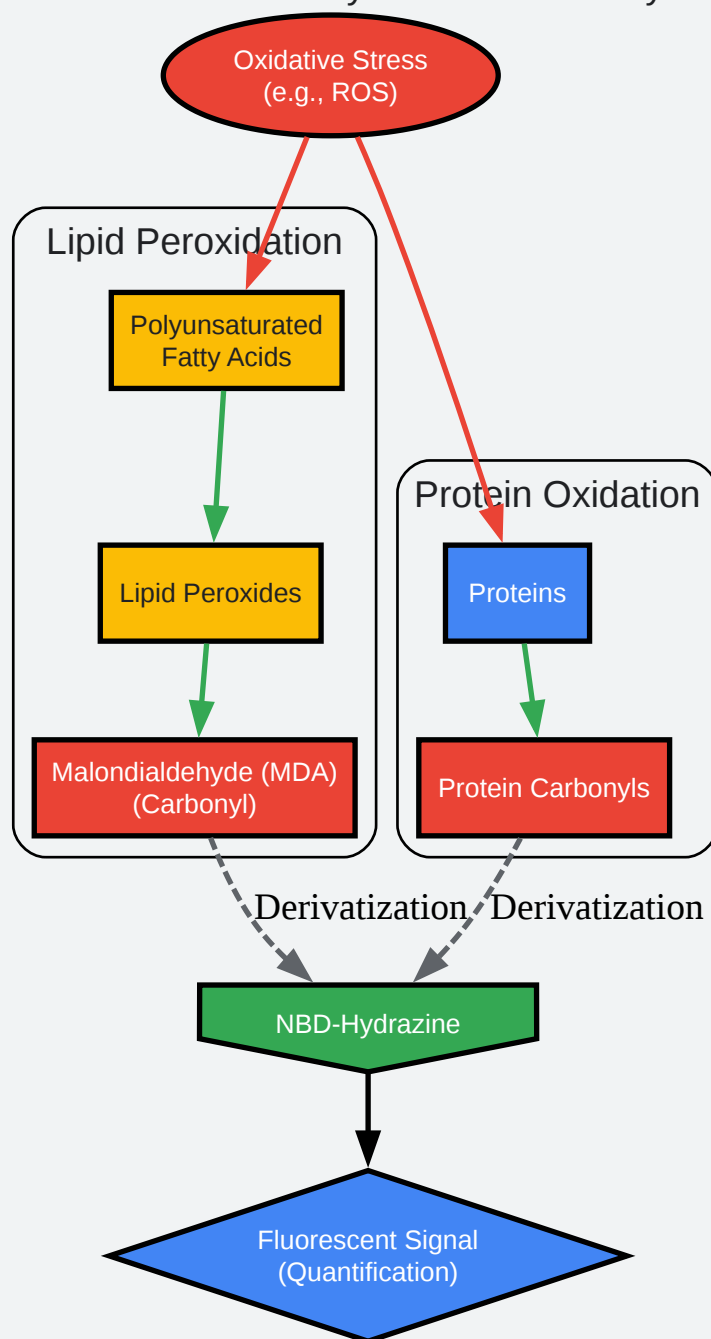 Oxidative Stress
(e.g., ROS)
Lipid Peroxidation
Polyunsaturated
Fatty Acids
Protein Oxidation
Lipid Peroxides
Proteins
Malondialdehyde (MDA)
(Carbonyl)
Protein Carbonyls
Derivatization
Derivatization
NBD-Hydrazine
Fluorescent Signal
(Quantification)